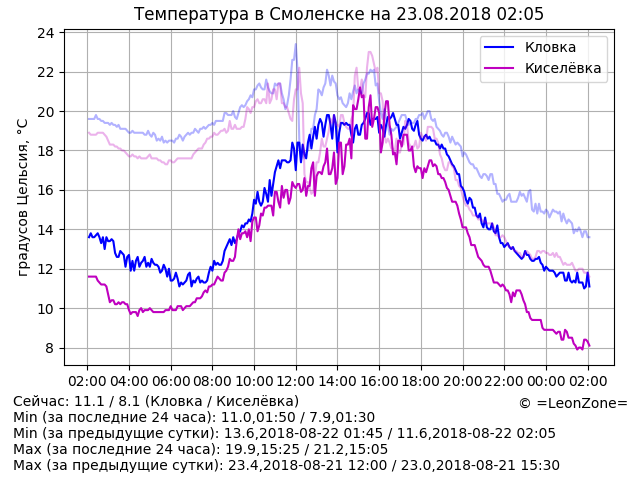 Температура в Смоленске на 23.08.2018 02:05
градусов Цельсия, °C
24
22
20
18
16
14
12
10
8
Кловка
Киселёвка
02:00 04:00 06:00 08:00 10:00 12:00 14:00 16:00 18:00 20:00 22:00 00:00 02:00
Сейчас: 11.1 / 8.1 (Кловка / Киселёвка)
© =LeonZone=
Min (за последние 24 часа): 11.0,01:50 / 7.9,01:30
Min (за предыдущие сутки): 13.6,2018-08-22 01:45 / 11.6,2018-08-22 02:05
Max (за последние 24 часа): 19.9,15:25 / 21.2,15:05
Max (за предыдущие сутки): 23.4,2018-08-21 12:00 / 23.0,2018-08-21 15:30